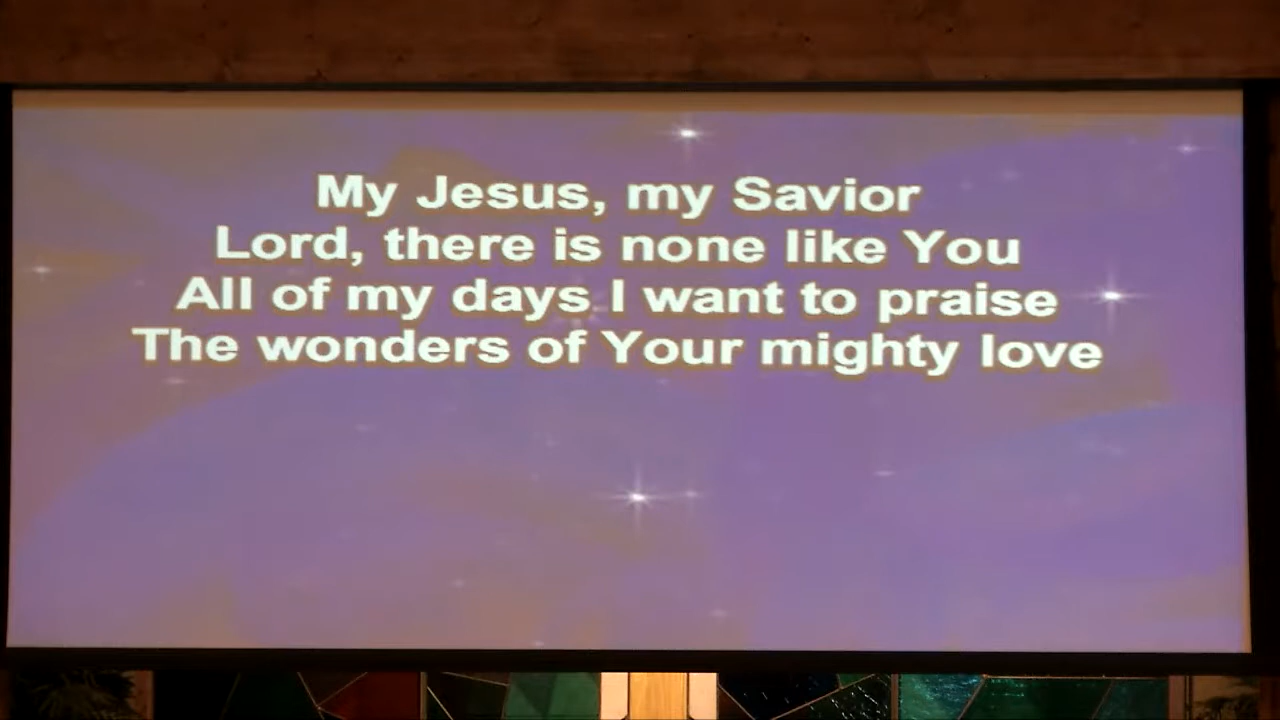 My Jesus, my Savior
Lord, there is none like You
All of my days I want to praise
The wonders of Your mighty love